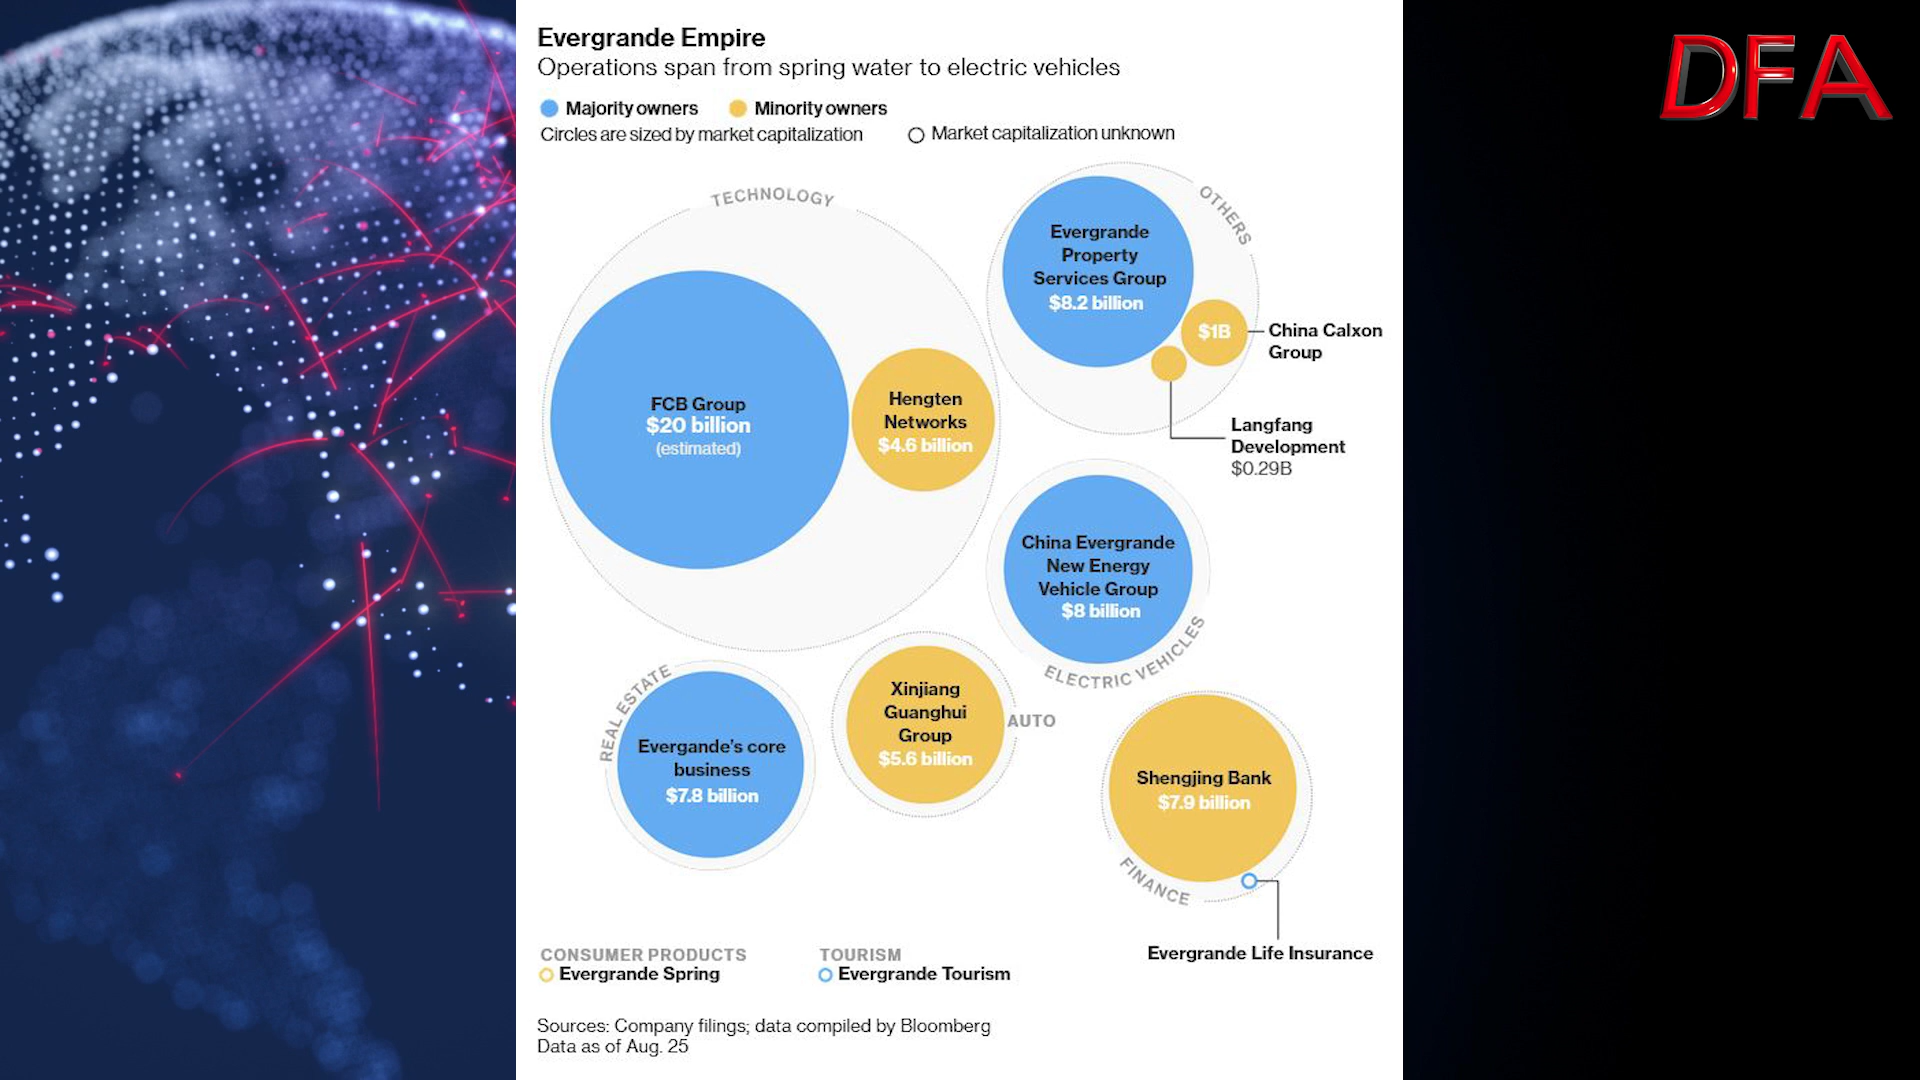 DFA
Evergrande Empire
Operations span from spring water to electric vehicles
Majority owners
Minority owners
Circles are sized by market capitalization
Market capitalization unknown
TECHNOLOGY
FCB Group
$20 billion
(estimated)
Hengten
Networks
$4.6 billion
OTHERS
Evergrande
Property
Services Group
$8.2 billion
$1B
China Calxon
Group
Langfang
Development
$0.29B
China Evergrande
New Energy
Vehicle Group
$8 billion
ELECTRIC VEHICLES
REAL ESTATE
Evergande's core
business
$7.8 billion
Xinjiang
Guanghui
Group
$5.6 billion
AUTO
Shengjing Bank
$7.9 billion
FINANCE
Evergrande Life Insurance
CONSUMER PRODUCTS
Evergrande Spring
TOURISM
Evergrande Tourism
Sources: Company filings; data compiled by Bloomberg
Data as of Aug. 25